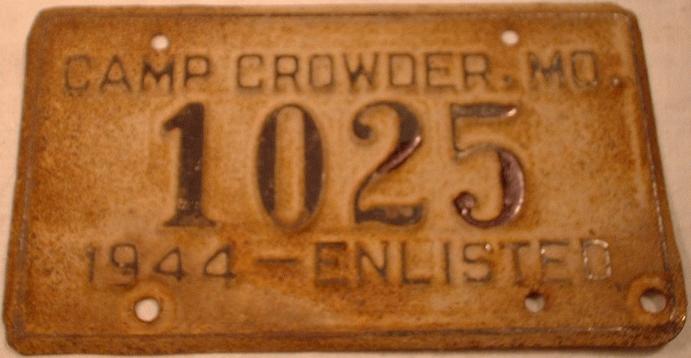 CAMP CROWDER. MO.
1025
1944 — ENLISTED